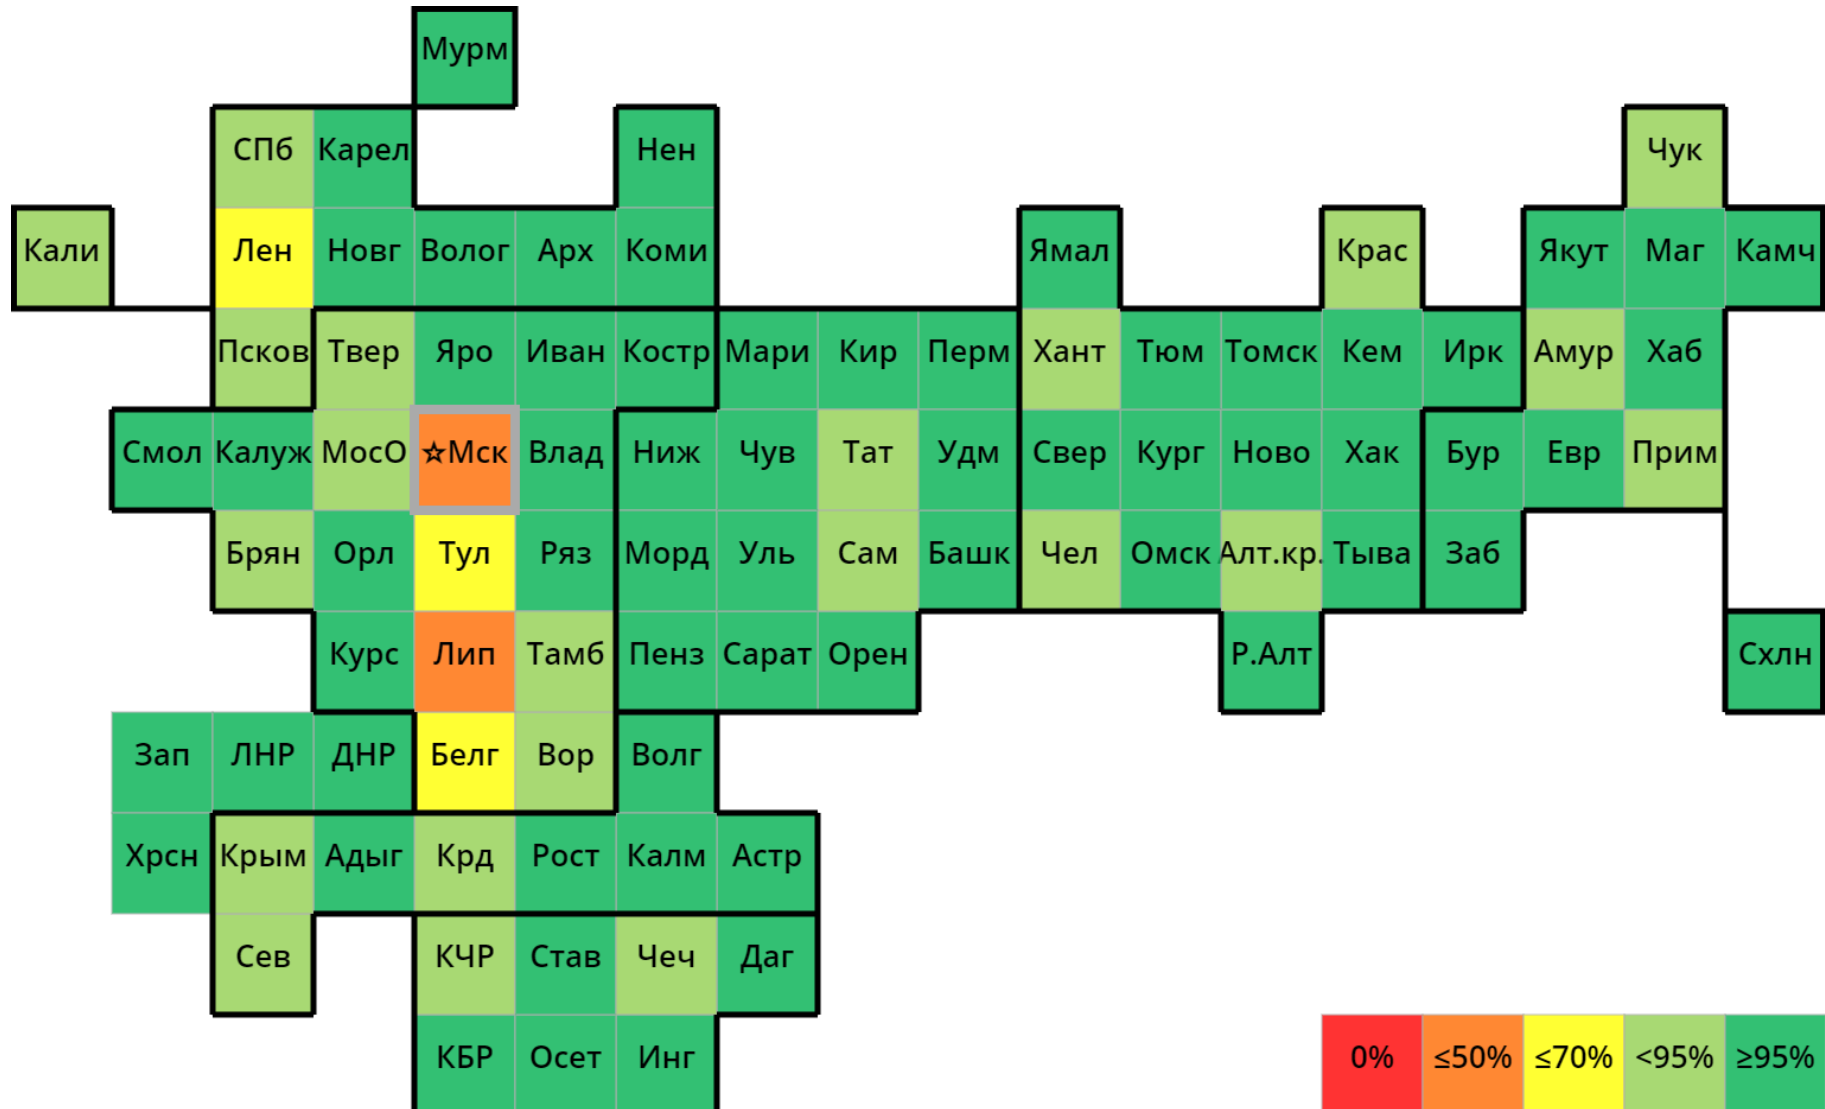 Мурм
СПб Карел Нен Чук
Кали Лен Новг Волог Арх Коми Ямал Крас Якут Маг Камч
Псков Твер Яро Иван Костр Мари Кир Перм Хант Тюм Томск Кем Ирк Амур Хаб
Смол Калуж МосО ☆Мск Влад Ниж Чув Тат Удм Свер Кург Ново Хак Бур Евр Прим
Брян Орл Тул Ряз Морд Уль Сам Башк Чел Омск Алт.кр. Тыва Заб
Курс Лип Тамб Пенз Сарат Орен Р.Алт Схлн
Зап ЛНР ДНР Белг Вор Волг
Хрсн Крым Адыг Крд Рост Калм Астр
Сев КЧР Став Чеч Даг
КБР Осет Инг 0% ≤50% ≤70% <95% ≥95%